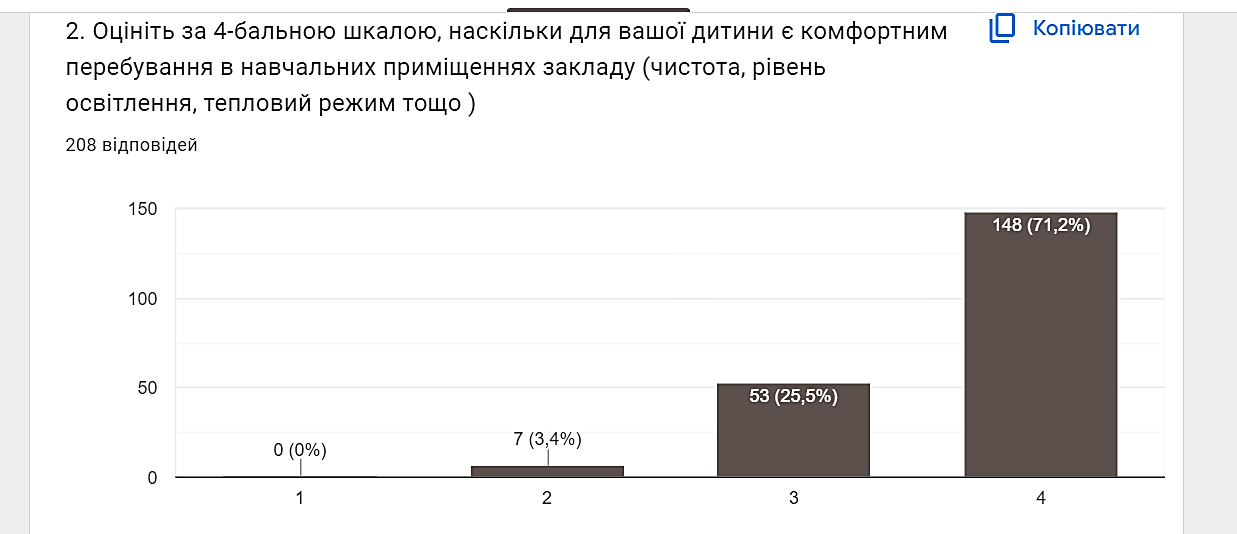 2. Оцініть за 4-бальною шкалою, наскільки для вашої дитини є комфортним
перебування в навчальних приміщеннях закладу (чистота, рівень
освітлення, тепловий режим тощо )
Копіювати
208 відповідей
150
100
50
0
0 (0%)
7 (3,4%)
53 (25,5%)
148 (71,2%)
1
2
3
4